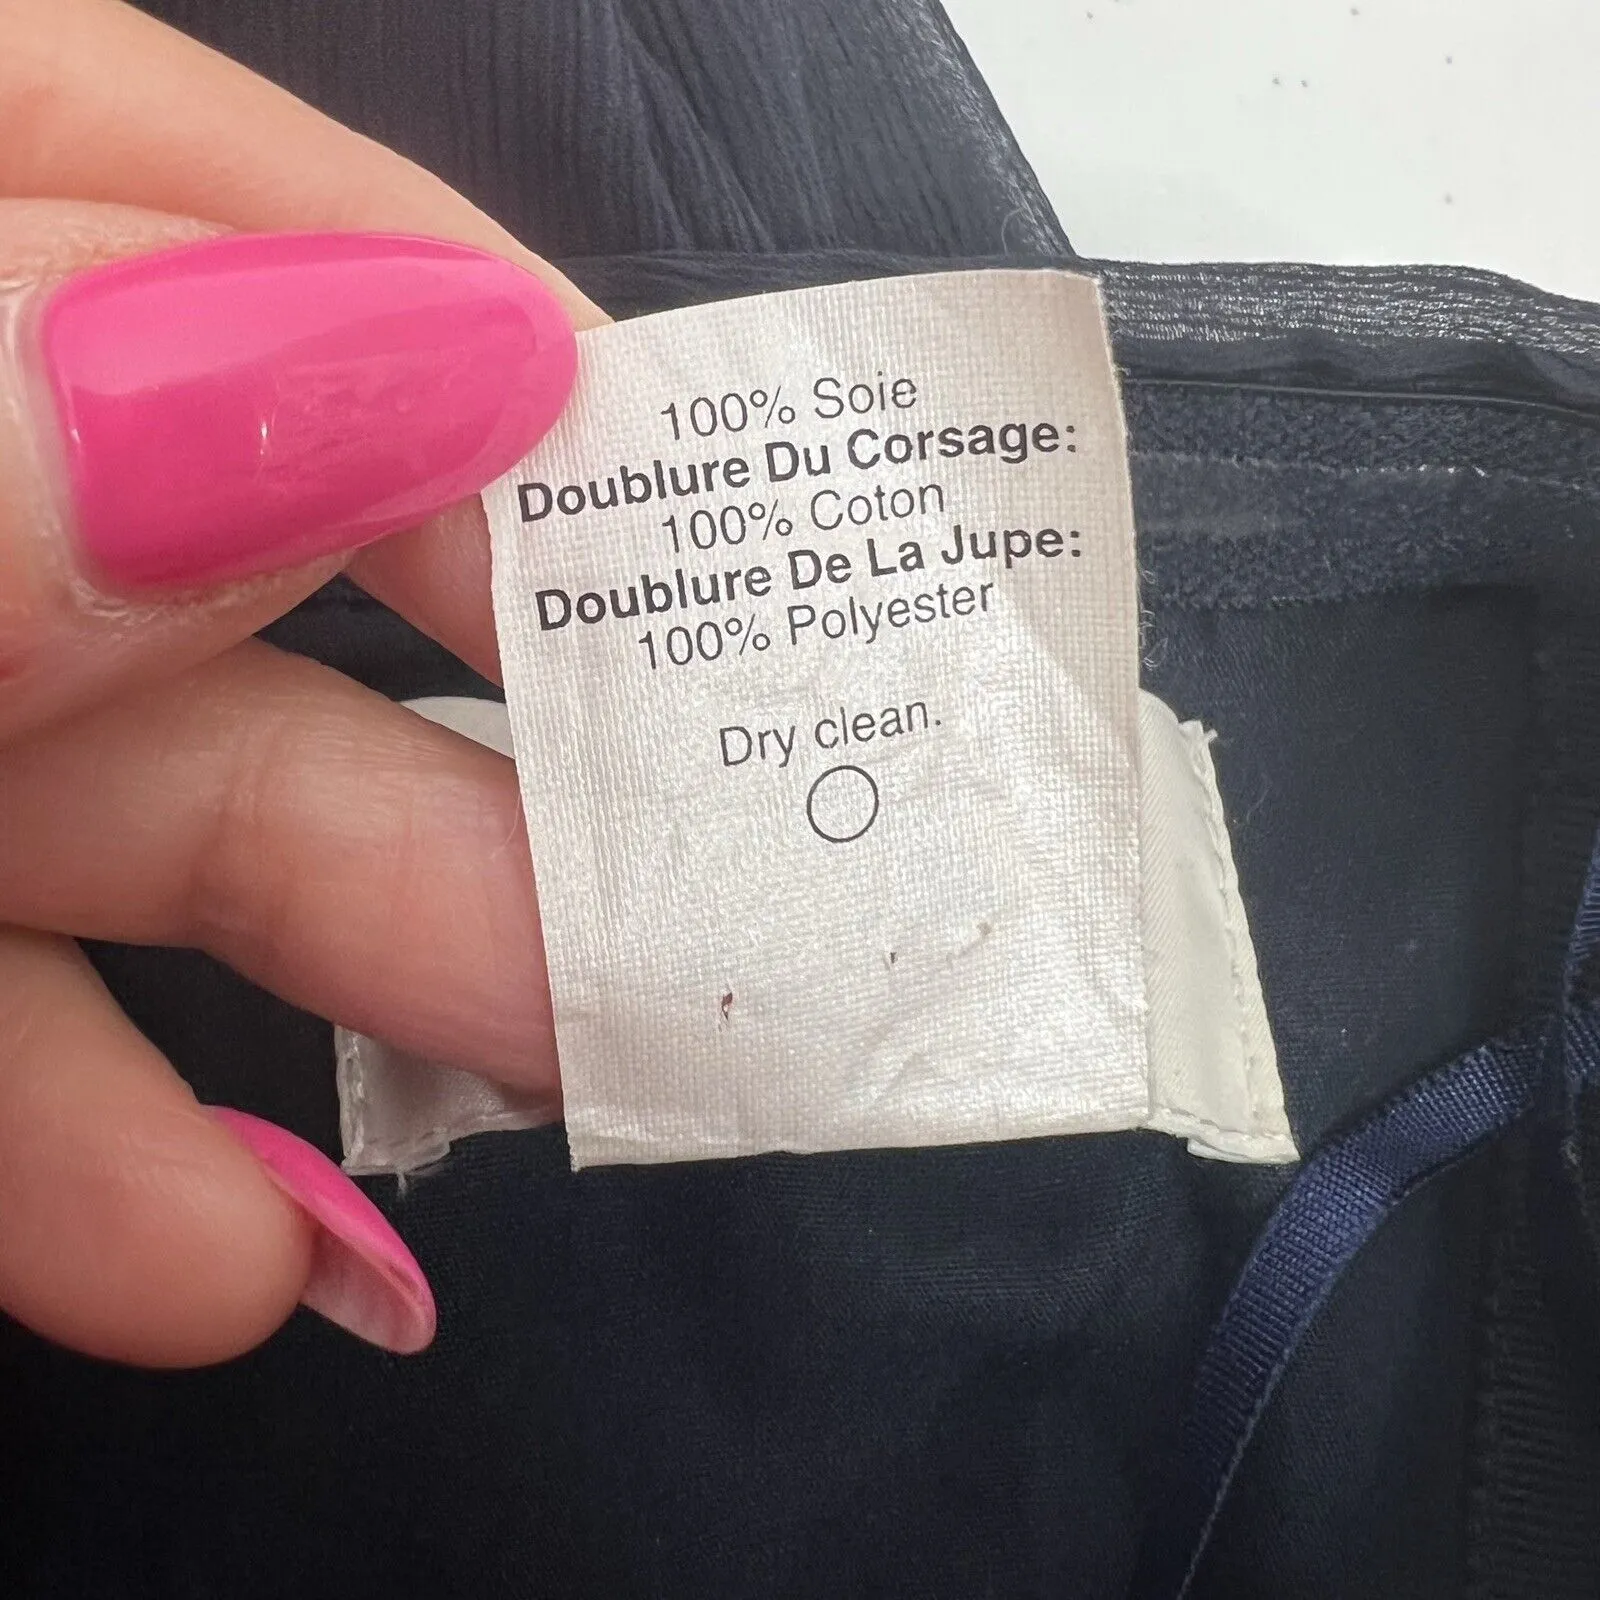 100% Soie
Doublure Du Corsage:
100% Coton
Doublure De La Jupe:
100% Polyester
Dry clean.